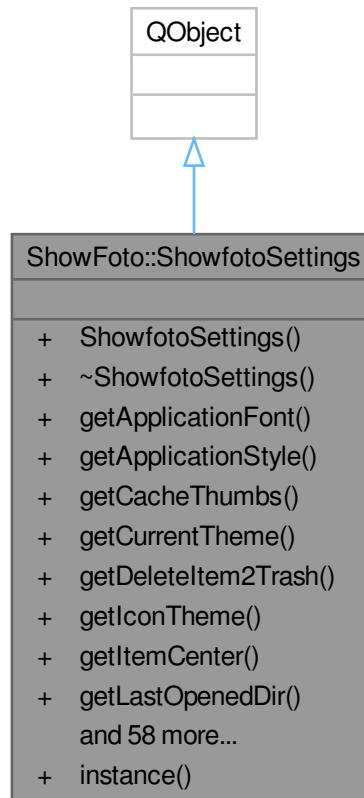 QObject
ShowFoto::ShowfotoSettings
+ ShowfotoSettings()
+ ~ShowfotoSettings()
+ getApplicationFont()
+ getApplicationStyle()
+ getCacheThumbs()
+ getCurrentTheme()
+ getDeleteItem2Trash()
+ getIconTheme()
+ getItemCenter()
+ getLastOpenedDir()
and 58 more...
+ instance()